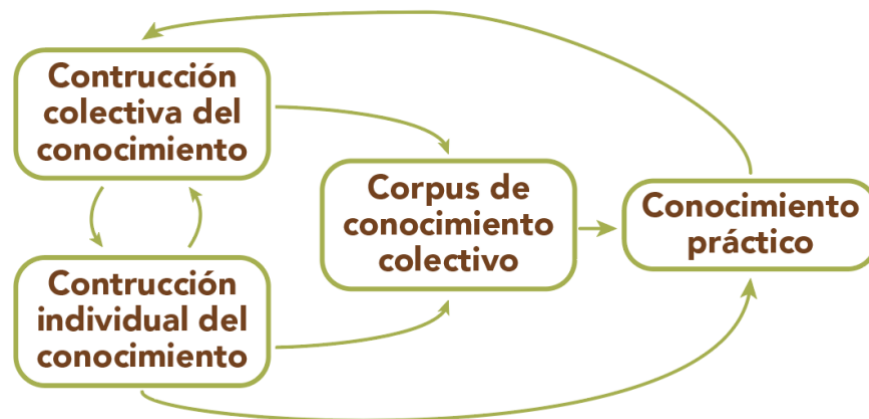 Contrucción
colectiva del
conocimiento
Corpus de
conocimiento
colectivo
Conocimiento
práctico
Contrucción
individual del
conocimiento